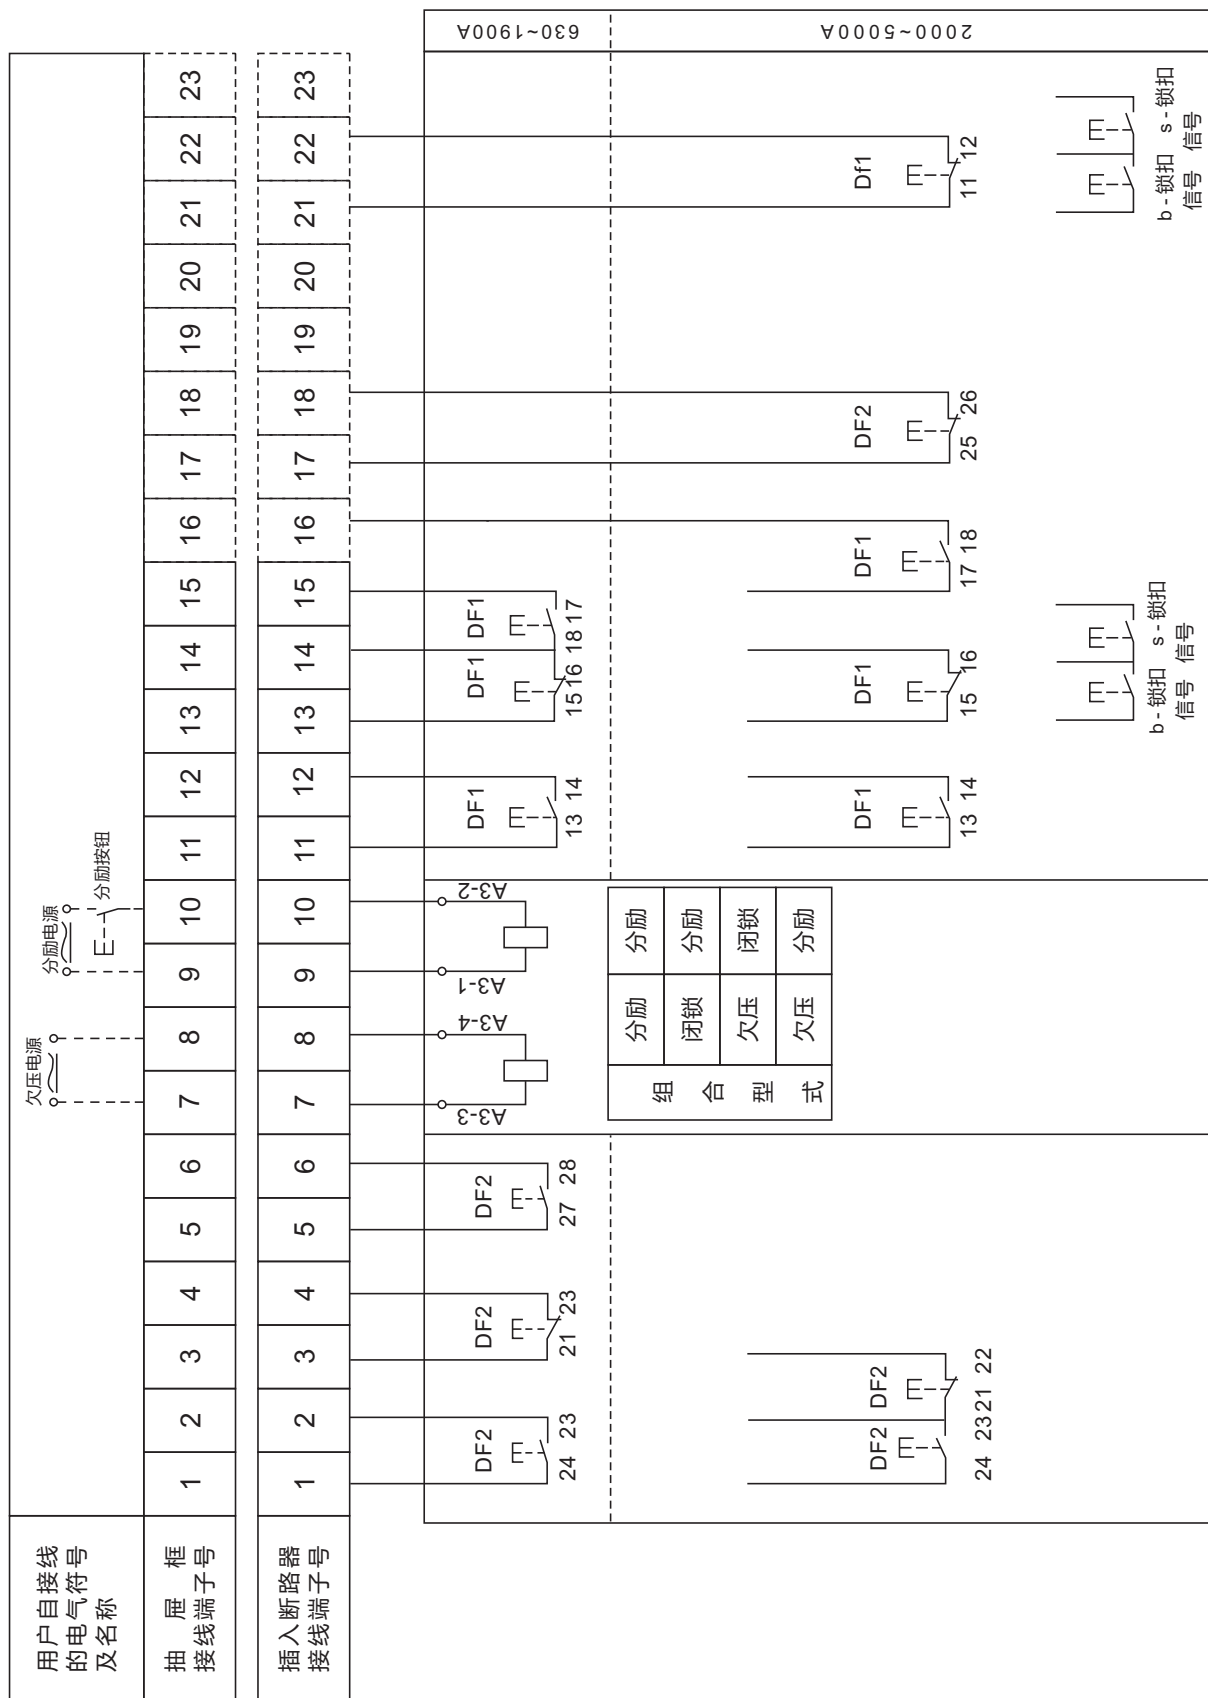 630~1900A
2000~5000A
用户自接线
的电气符号
及名称
欠压电源
分励电源
分励按钮
抽屉框
接线端子号
1 2 3 4 5 6 7 8 9 10 11 12 13 14 15 16 17 18 19 20 21 22 23
插入断路器
接线端子号
1 2 3 4 5 6 7 8 9 10 11 12 13 14 15 16 17 18 19 20 21 22 23
DF2
24 23
DF2
21 23
DF2
27 28
A3-3
A3-4
A3-1
A3-2
DF1
13 14
DF1
15 16
DF1
18 17
组合型式
分励 分励
闭锁 分励
欠压 闭锁
欠压 分励
DF2
24 23
DF2
21 22
DF1
13 14
DF1
15 16
DF1
17 18
DF2
25 26
Df1
11 12
b-锁扣
信号
s-锁扣
信号
b-锁扣
信号
s-锁扣
信号